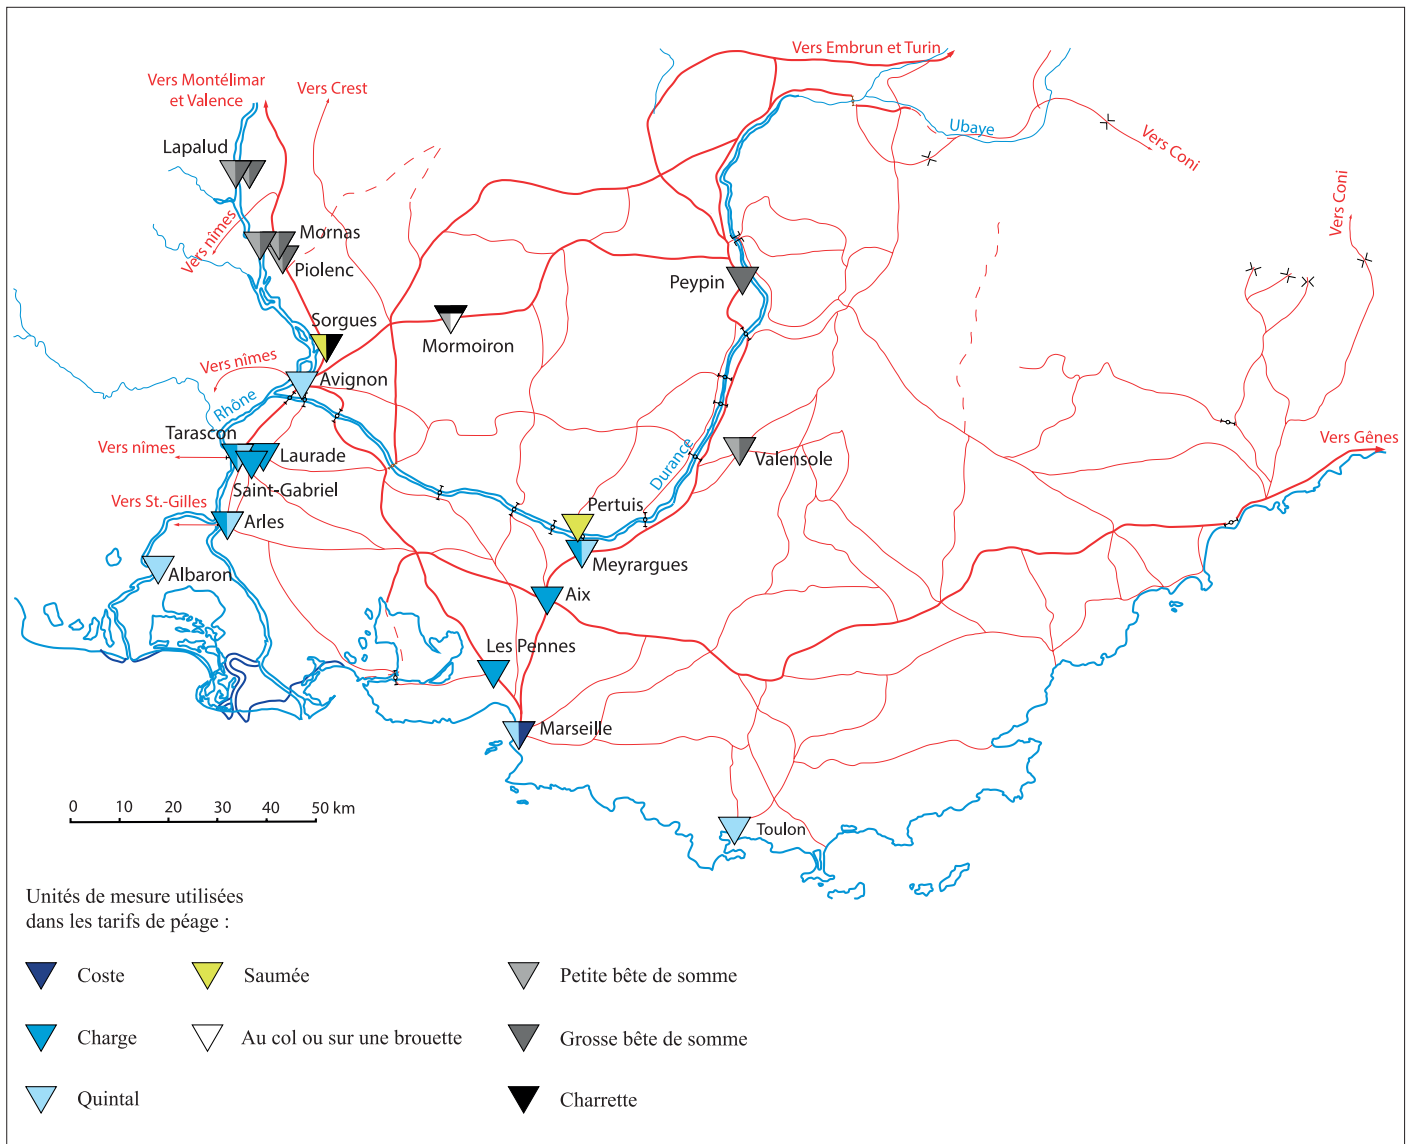 Vers Embrun et Turin
Vers Montélimar
et Valence
Vers Crest
Ubaye
Vers Coni
Lapalud
Vers Coni
Vers nîmes
Mornas
Piolenc
Peypin
Sorgues
Mormoiron
Vers nîmes
Avignon
Rhône
Tarascon
Vers Gênes
Vers nîmes
Laurade
Durance
Valensole
Saint-Gabriel
Vers St.-Gilles
Pertuis
Arles
Meyrargues
Albaron
Aix
Les Pennes
Marseille
0 10 20 30 40 50 km
Toulon
Unités de mesure utilisées
dans les tarifs de péage :
Coste
Saumée
Petite bête de somme
Charge
Au col ou sur une brouette
Grosse bête de somme
Quintal
Charrette